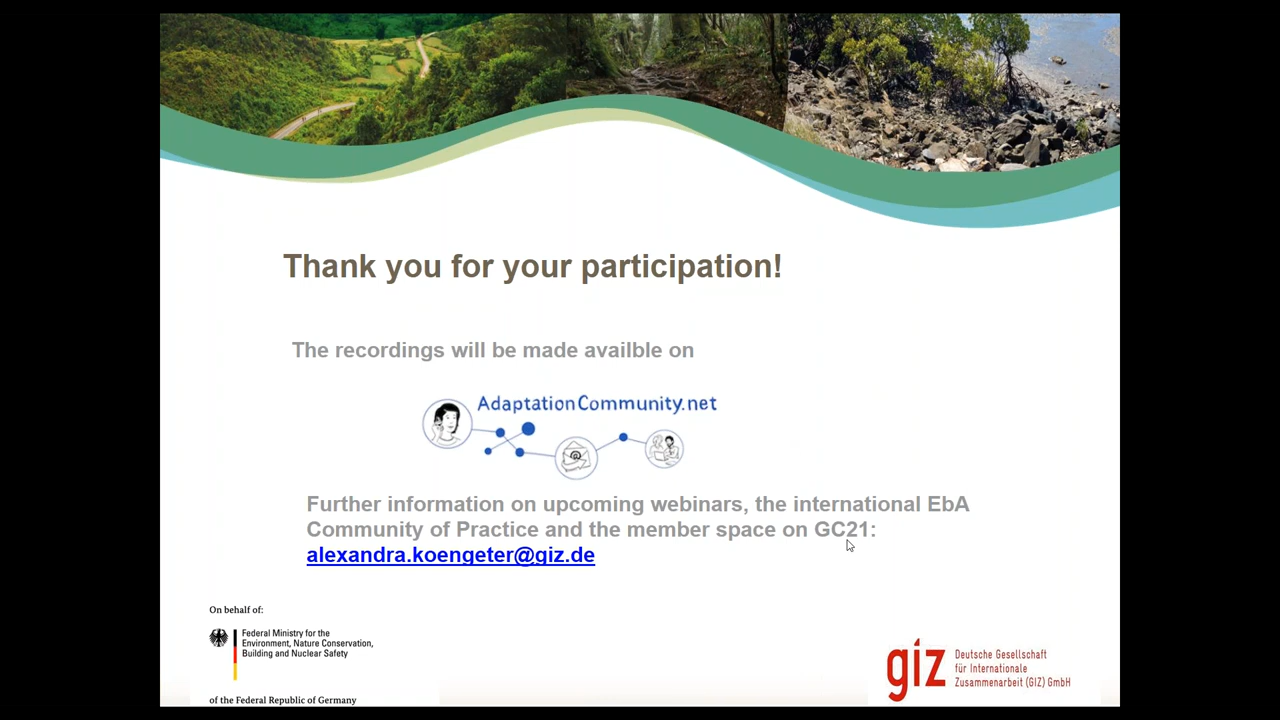 Thank you for your participation!
The recordings will be made availble on
AdaptationCommunity.net
@
Further information on upcoming webinars, the international EbA
Community of Practice and the member space on GC21:
alexandra.koengeter@giz.de
On behalf of:
Federal Ministry for the
Environment, Nature Conservation,
Building and Nuclear Safety
of the Federal Republic of Germany
giz
Deutsche Gesellschaft
für Internationale
Zusammenarbeit (GIZ) GmbH